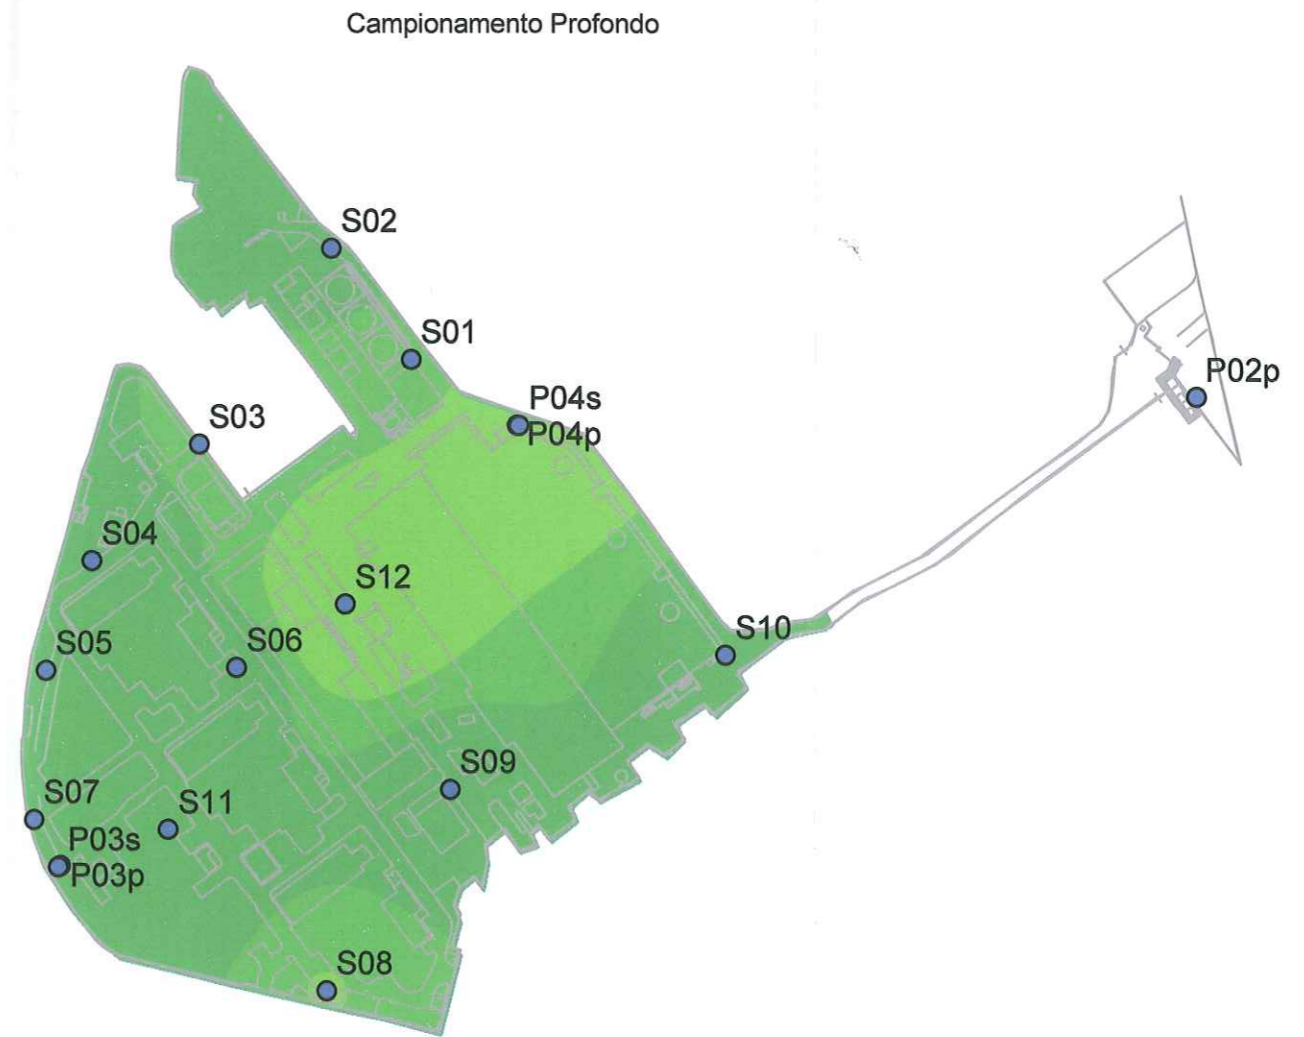 Campionamento Profondo
S02
S01
P02p
P04s
P04p
S03
S04
S12
S10
S05
S06
S09
S07
S11
P03s
P03p
S08